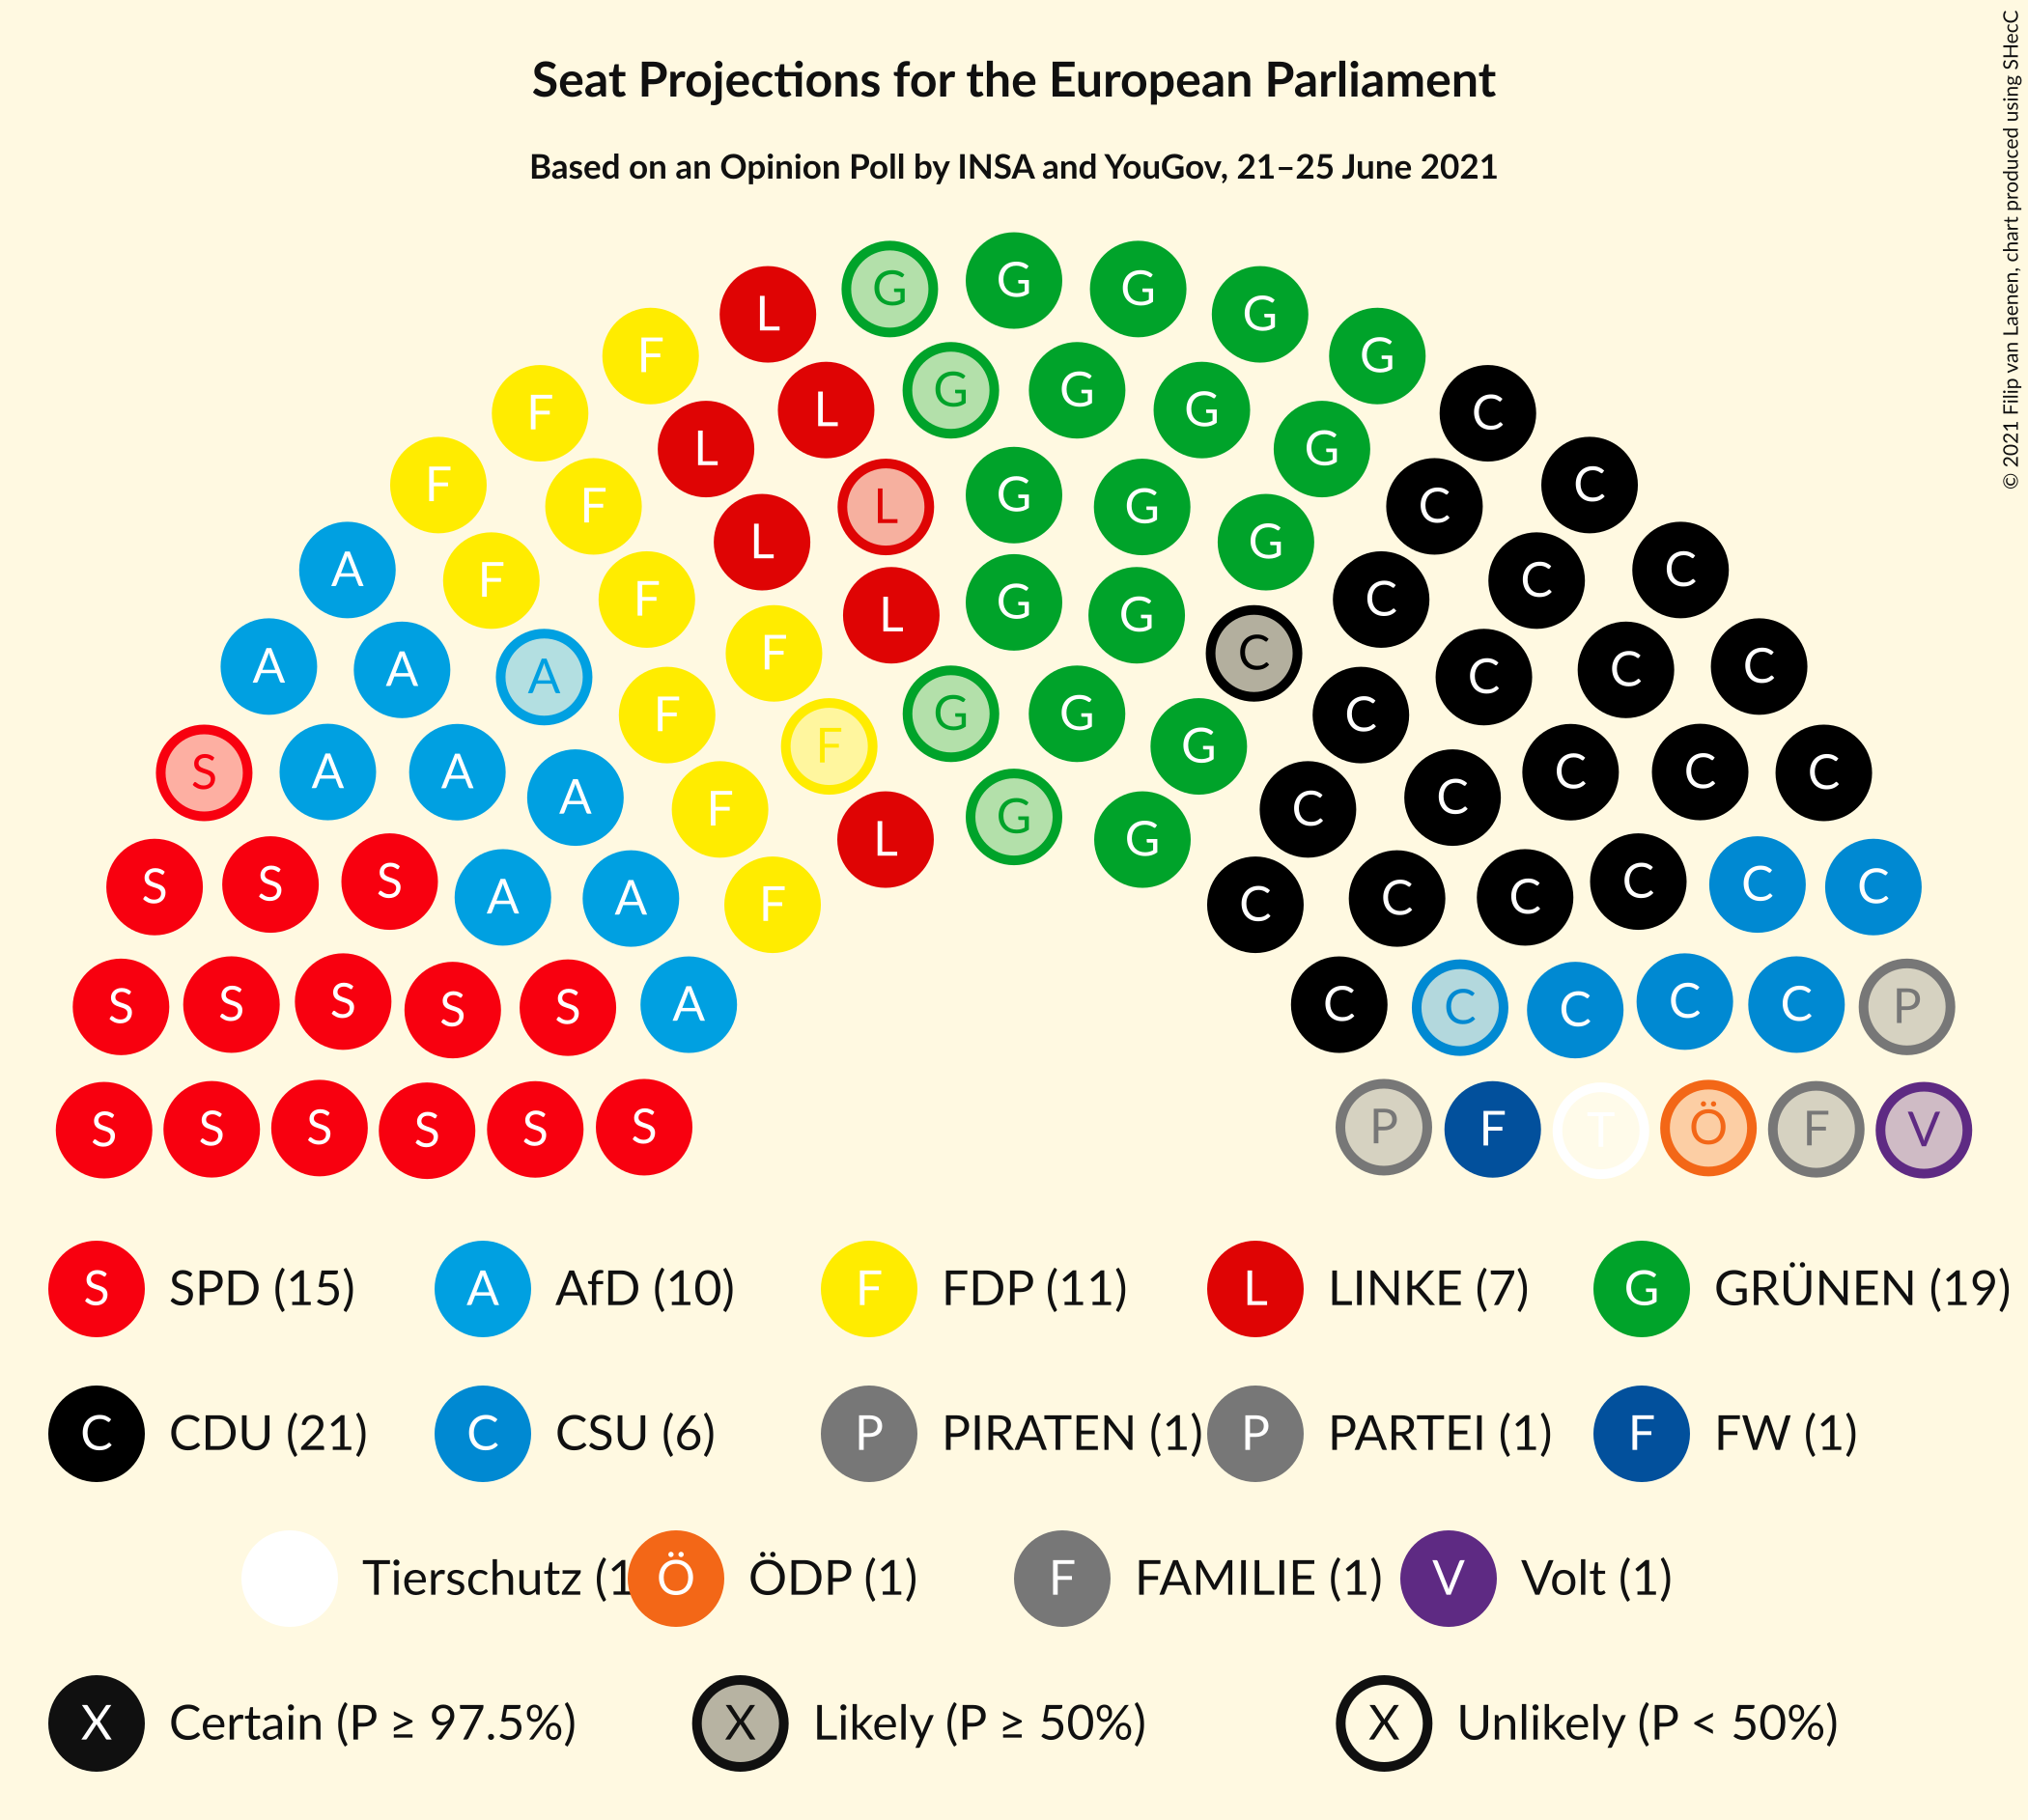 Seat Projections for the European Parliament
Based on an Opinion Poll by INSA and YouGov, 21–25 June 2021
© 2021 Filip van Laenen, chart produced using SHecC
G G G G G
L C
F G G G G C
F L C
F L G G G C C
A F L L G G C C
A A F F L G G C C C C
A F F G G G C C C
S A A A F F L G G C C C C C
S S S A A F C C C C C C
S S S S S A C C C C C P
S S S S S S P F T Ö F V
S SPD (15) A AfD (10) F FDP (11) L LINKE (7) G GRÜNEN (19)
C CDU (21) C CSU (6) P PIRATEN (1) P PARTEI (1) F FW (1)
Tierschutz (1 Ö ÖDP (1) F FAMILIE (1) V Volt (1)
X Certain (P ≥ 97.5%) X Likely (P ≥ 50%) X Unlikely (P < 50%)